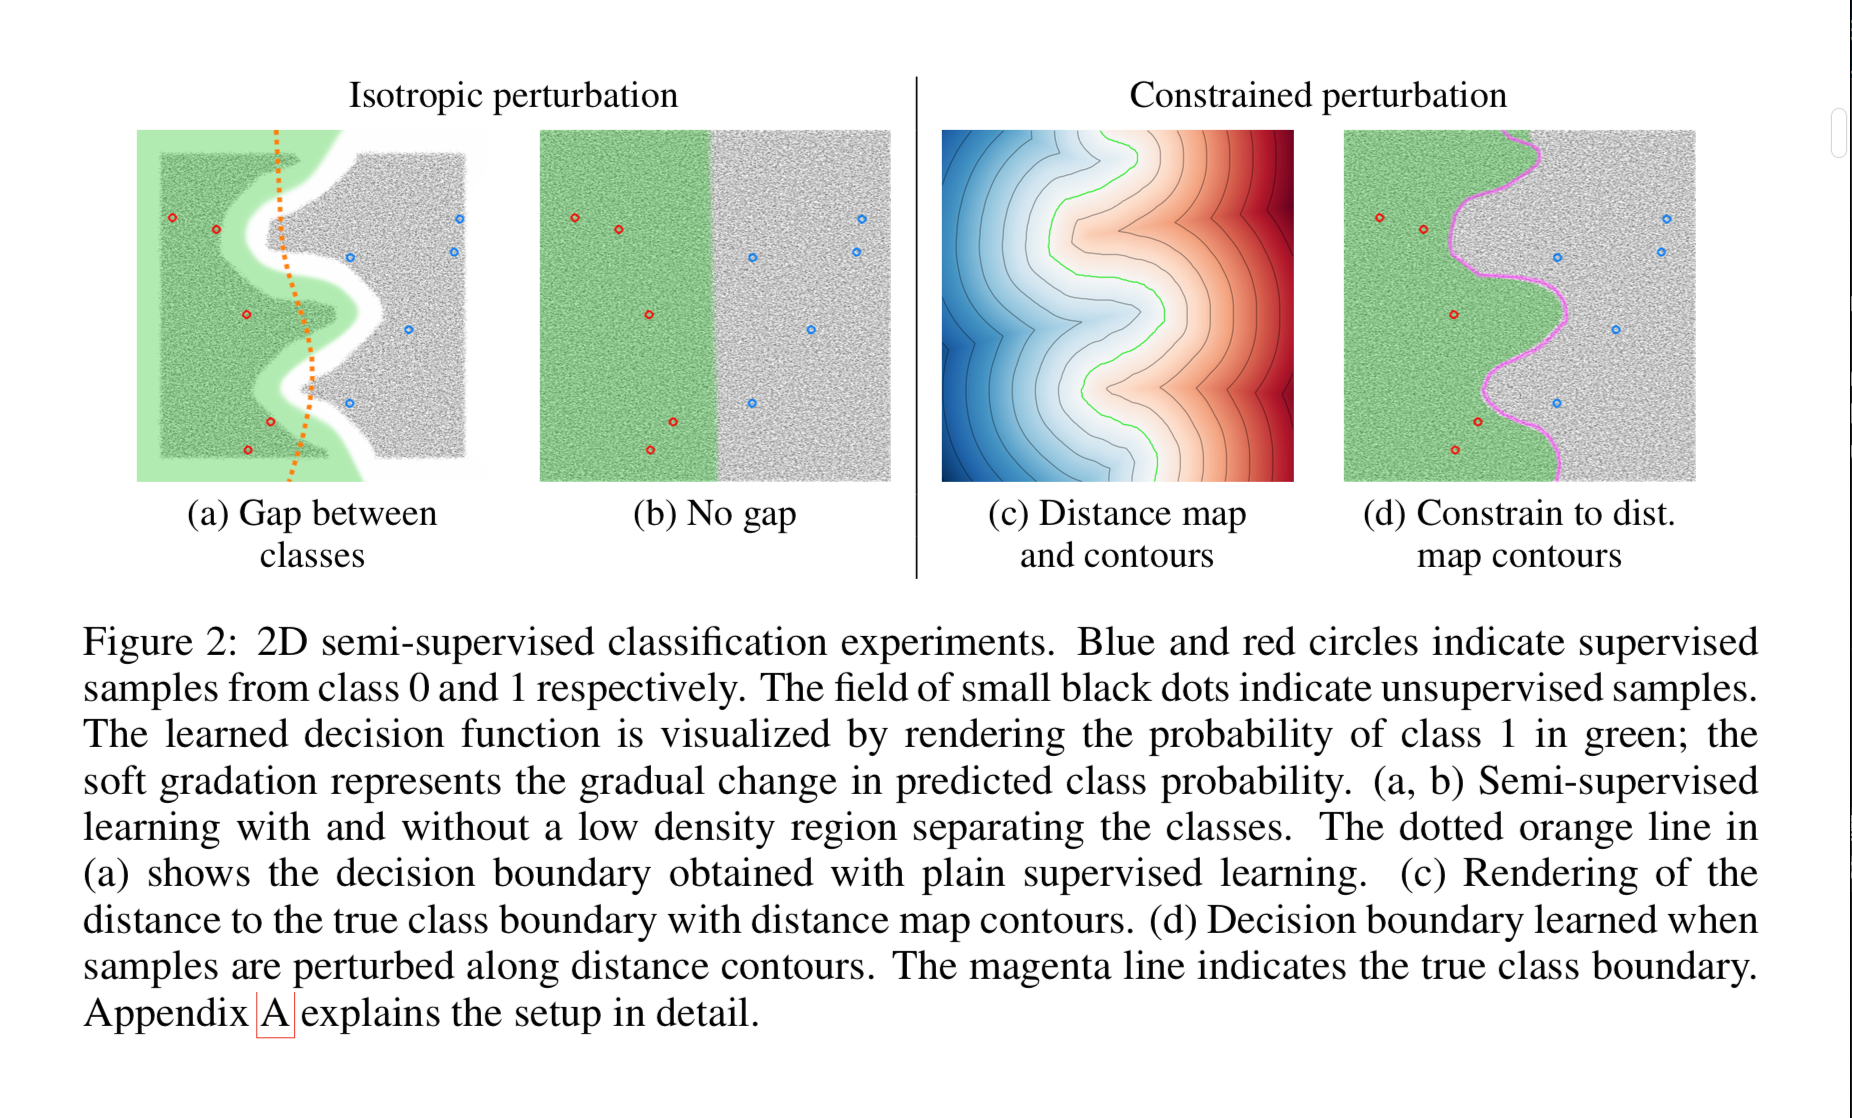 Isotropic perturbation
Constrained perturbation
(a) Gap between
classes
(b) No gap
(c) Distance map
and contours
(d) Constrain to dist.
map contours
Figure 2: 2D semi-supervised classification experiments. Blue and red circles indicate supervised
samples from class 0 and 1 respectively. The field of small black dots indicate unsupervised samples.
The learned decision function is visualized by rendering the probability of class 1 in green; the
soft gradation represents the gradual change in predicted class probability. (a, b) Semi-supervised
learning with and without a low density region separating the classes. The dotted orange line in
(a) shows the decision boundary obtained with plain supervised learning. (c) Rendering of the
distance to the true class boundary with distance map contours. (d) Decision boundary learned when
samples are perturbed along distance contours. The magenta line indicates the true class boundary.
Appendix A explains the setup in detail.